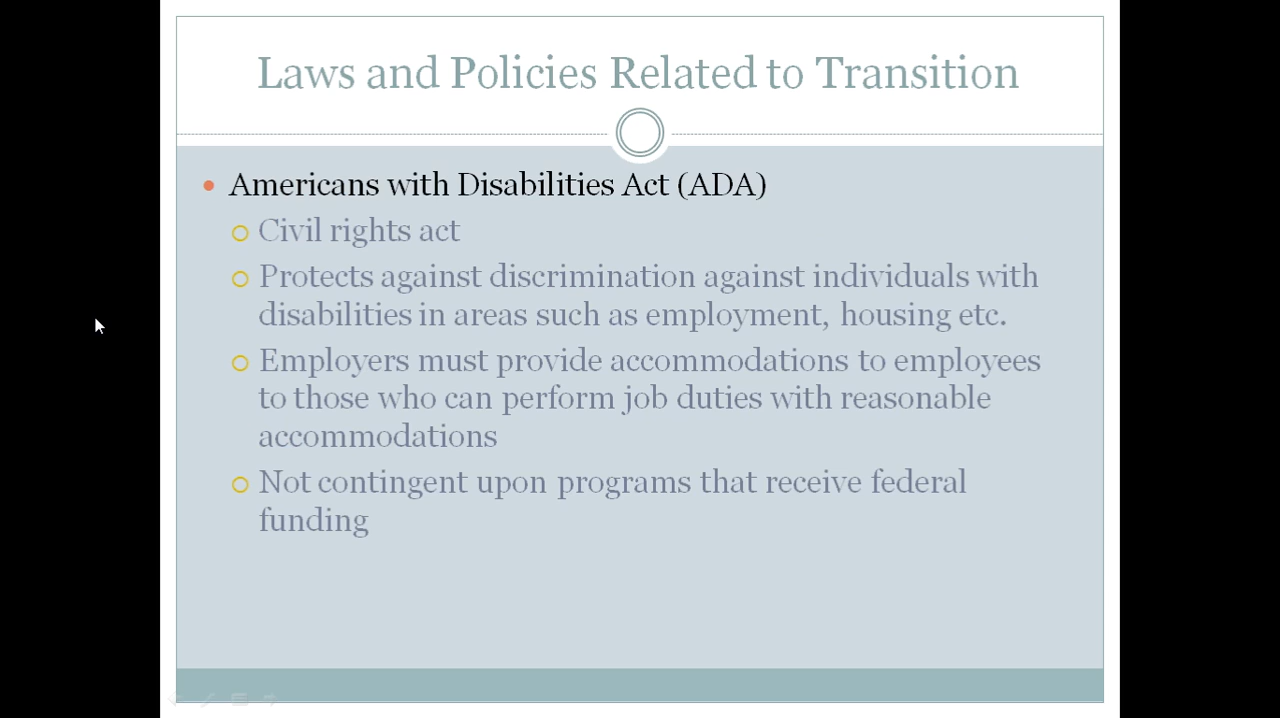 Laws and Policies Related to Transition
Americans with Disabilities Act (ADA)
Civil rights act
Protects against discrimination against individuals with
disabilities in areas such as employment, housing etc.
Employers must provide accommodations to employees
to those who can perform job duties with reasonable
accommodations
Not contingent upon programs that receive federal
funding